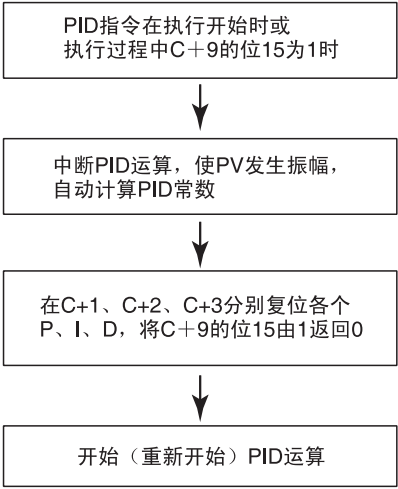 PID指令在执行开始时或
执行过程中C＋9的位15为1时
中断PID运算，使PV发生振幅，
自动计算PID常数
在C+1、C+2、C+3分别复位各个
P、I、D，将C＋9的位15由1返回0
开始（重新开始）PID运算